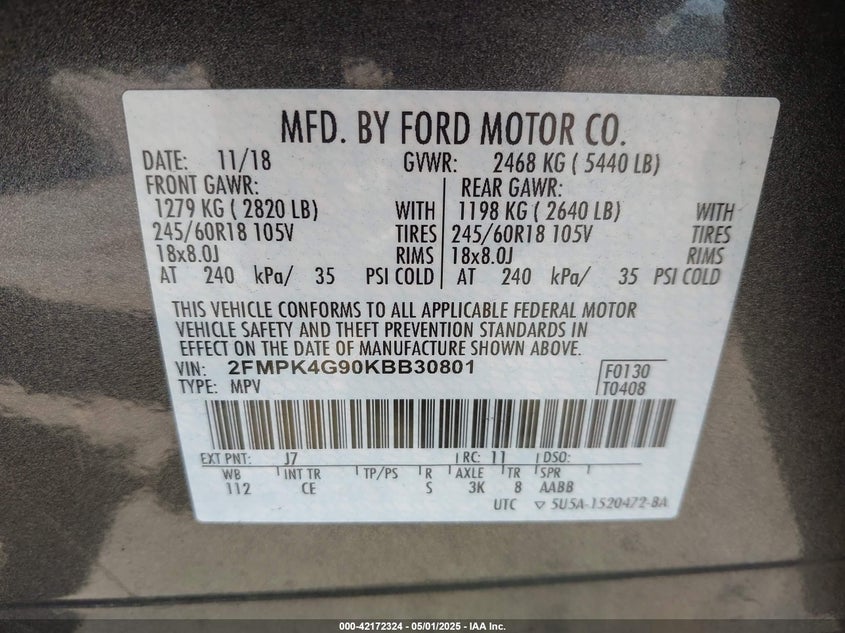 MFD. BY FORD MOTOR CO.
DATE: 11/18 GVWR: 2468 KG ( 5440 LB)
FRONT GAWR: REAR GAWR:
1279 KG ( 2820 LB) WITH 1198 KG ( 2640 LB) WITH
245/60R18 105V TIRES 245/60R18 105V TIRES
18x8.0J RIMS 18x8.0J RIMS
AT 240 kPa/ 35 PSI COLD AT 240 kPa/ 35 PSI COLD
THIS VEHICLE CONFORMS TO ALL APPLICABLE FEDERAL MOTOR
VEHICLE SAFETY AND THEFT PREVENTION STANDARDS IN
EFFECT ON THE DATE OF MANUFACTURE SHOWN ABOVE.
VIN: 2FMPK4G90KBB30801 F0130
TYPE: MPV T0408
EXT PNT: J7 RC: 11 DSO:
WB INT TR TP/PS R AXLE TR SPR
112 CE S 3K 8 AABB
UTC ▽ 5U5A-1520472-BA
000-42172324 | 05/01/2025 - IAA Inc.